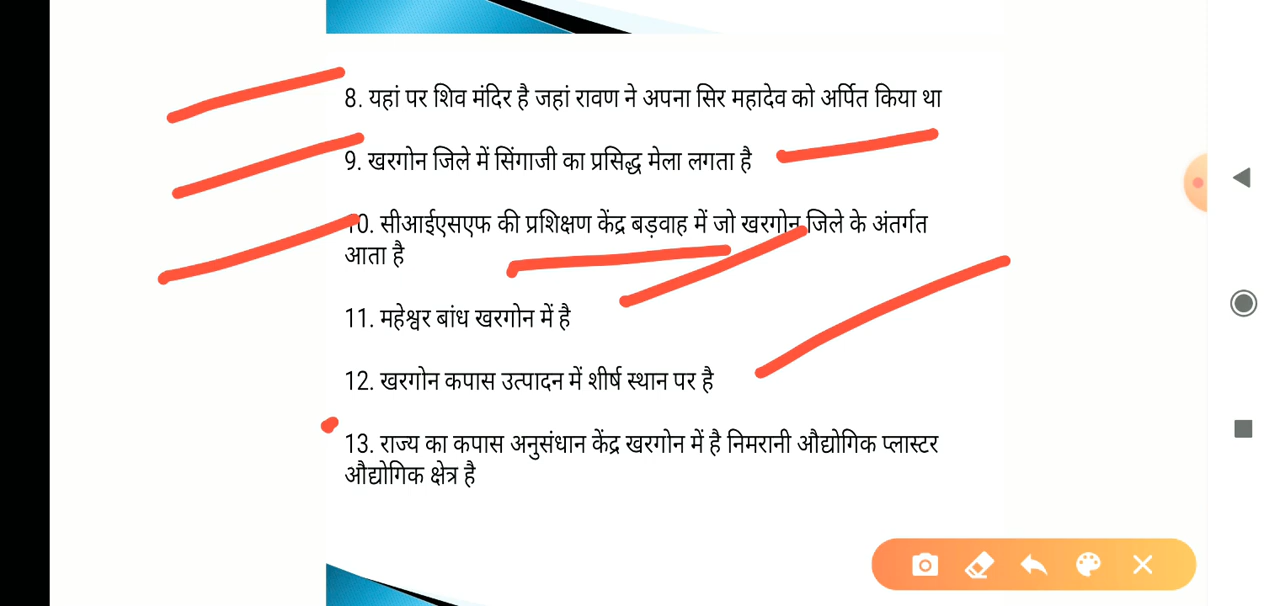 8. यहां पर शिव मंदिर है जहां रावण ने अपना सिर महादेव को अर्पित किया था
9. खरगोन जिले में सिंगाजी का प्रसिद्ध मेला लगता है
10. सीआईएसएफ की प्रशिक्षण केंद्र बड़वाह में जो खरगोन जिले के अंतर्गत
आता है
11. महेश्वर बांध खरगोन में है
12. खरगोन कपास उत्पादन में शीर्ष स्थान पर है
13. राज्य का कपास अनुसंधान केंद्र खरगोन में है निमरानी औद्योगिक प्लास्टर
औद्योगिक क्षेत्र है